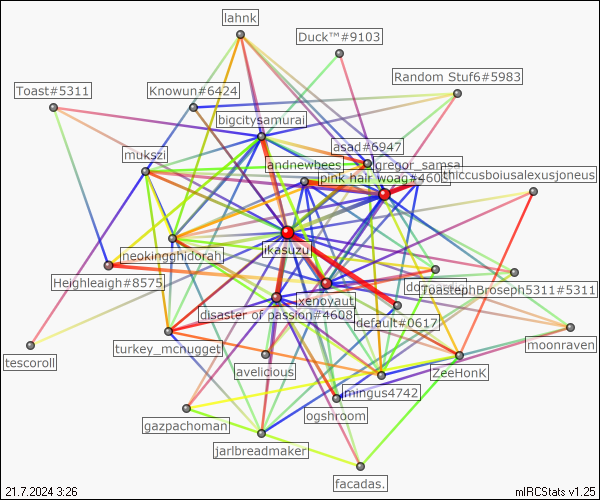 lahnk
Duck™#9103
Random Stuf6#5983
Toast#5311
Knowun#6424
bigcitysamurai
asad#6947
mukszi
andnewbees
gregor_samsa
pink hair woag#460
thiccusboiusalexusjoneus
neokingghidorah
ikasuzu
Heighleaigh#8575
xenoyaut
ToastephBroseph5311#5311
disaster of passion#4608
default#0617
turkey_mcnugget
moonraven
tescoroll
avelicious
ZeeHonK
mingus4742
ogshroom
gazpachoman
jarlbreadmaker
facadas.
21.7.2024 3:26
mIRCStats v1.25